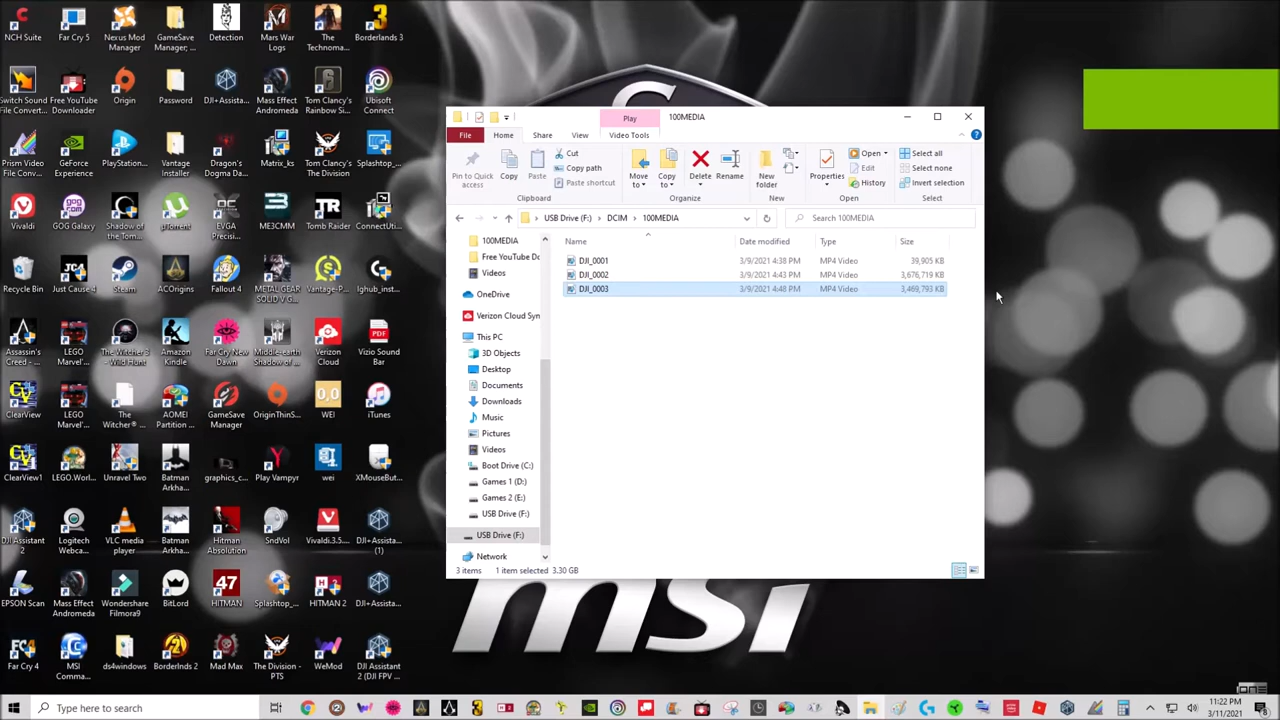 NCH Suite
Far Cry 5
Nexus Mod
Manager
GameSave
Manager; ...
Detection
Mars War
Logs
The
Technoma...
Borderlands 3
Switch Sound
File Convert...
Free YouTube
Downloader
Origin
Password
DJI+Assista...
Mass Effect
Andromeda
Tom Clancy's
Rainbow Si...
Ubisoft
Connect
Prism Video
File Conver...
GeForce
Experience
PlayStation...
Vantage
Installer
Dragon's
Dogma Da...
Matrix_ks
Tom Clancy's
The Division
Splashtop_...
Vivaldi
GOG Galaxy
Shadow of
the Tom...
µTorrent
EVGA
Precisi...
ME3CMM
Tomb Raider
ConnectUti...
Recycle Bin
Just Cause 4
Steam
ACOrigins
Fallout 4
METAL GEAR
SOLID V G...
Vantage-P...
lghub_inst...
Assassin's
Creed - ...
LEGO
Marvel'...
The Witcher 3
- Wild Hunt
Amazon
Kindle
Far Cry New
Dawn
Middle-earth
Shadow of ...
Verizon
Cloud
Vizio Sound
Bar
ClearView
LEGO
Marvel'...
The
Witcher® ...
AOMEI
Partition ...
GameSave
Manager
OriginThinS...
WEI
iTunes
ClearView1
LEGO.Worl...
Unravel Two
Batman
Arkha...
graphics_c...
Play Vampyr
wei
XMouseBut...
DJI Assistant
2
Logitech
Webca...
VLC media
player
Batman
Arkha...
Hitman
Absolution
SndVol
Vivaldi.3.5....
DJI+Assista...
(1)
EPSON Scan
Mass Effect
Andromeda
Wondershare
Filmora9
BitLord
HITMAN
Splashtop_...
HITMAN 2
DJI+Assista...
Far Cry 4
MSI
Comma...
ds4windows
Borderlnds 2
Mad Max
The Division -
PTS
WeMod
DJI Assistant
2 (DJI FPV ...
Play
100MEDIA
File
Home
Share
View
Video Tools
Pin to Quick
access
Copy
Paste
Cut
Copy path
Paste shortcut
Clipboard
Move
to
Copy
to
Delete
Rename
Organize
New
folder
New
Properties
Open
Edit
History
Open
Select all
Select none
Invert selection
Select
USB Drive (F:) > DCIM > 100MEDIA
Search 100MEDIA
100MEDIA
Free YouTube Do
Videos
OneDrive
Verizon Cloud Syn
This PC
3D Objects
Desktop
Documents
Downloads
Music
Pictures
Videos
Boot Drive (C:)
Games 1 (D:)
Games 2 (E:)
USB Drive (F:)
USB Drive (F:)
Network
Name Date modified Type Size
DJI_0001 3/9/2021 4:38 PM MP4 Video 39,905 KB
DJI_0002 3/9/2021 4:43 PM MP4 Video 3,676,719 KB
DJI_0003 3/9/2021 4:48 PM MP4 Video 3,469,793 KB
3 items 1 item selected 3.30 GB
msi
Type here to search
11:22 PM
3/11/2021